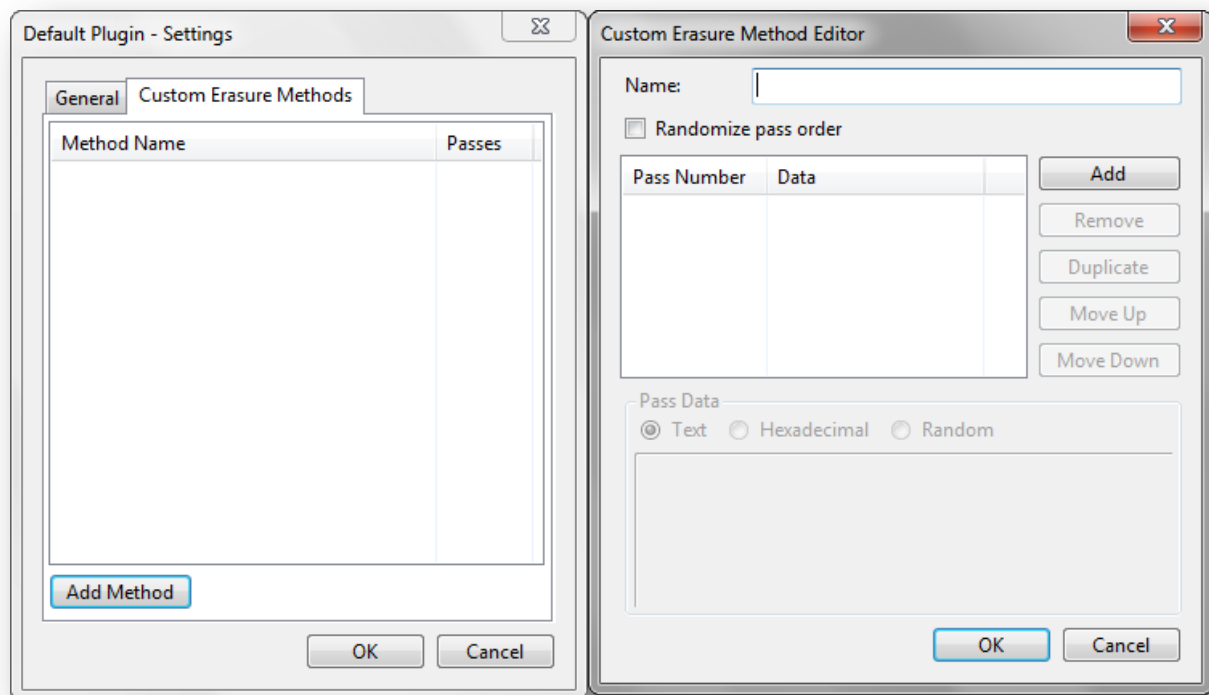 Default Plugin - Settings
General
Custom Erasure Methods
Method Name
Passes
Add Method
OK
Cancel
Custom Erasure Method Editor
Name:
Randomize pass order
Pass Number
Data
Add
Remove
Duplicate
Move Up
Move Down
Pass Data
Text
Hexadecimal
Random
OK
Cancel